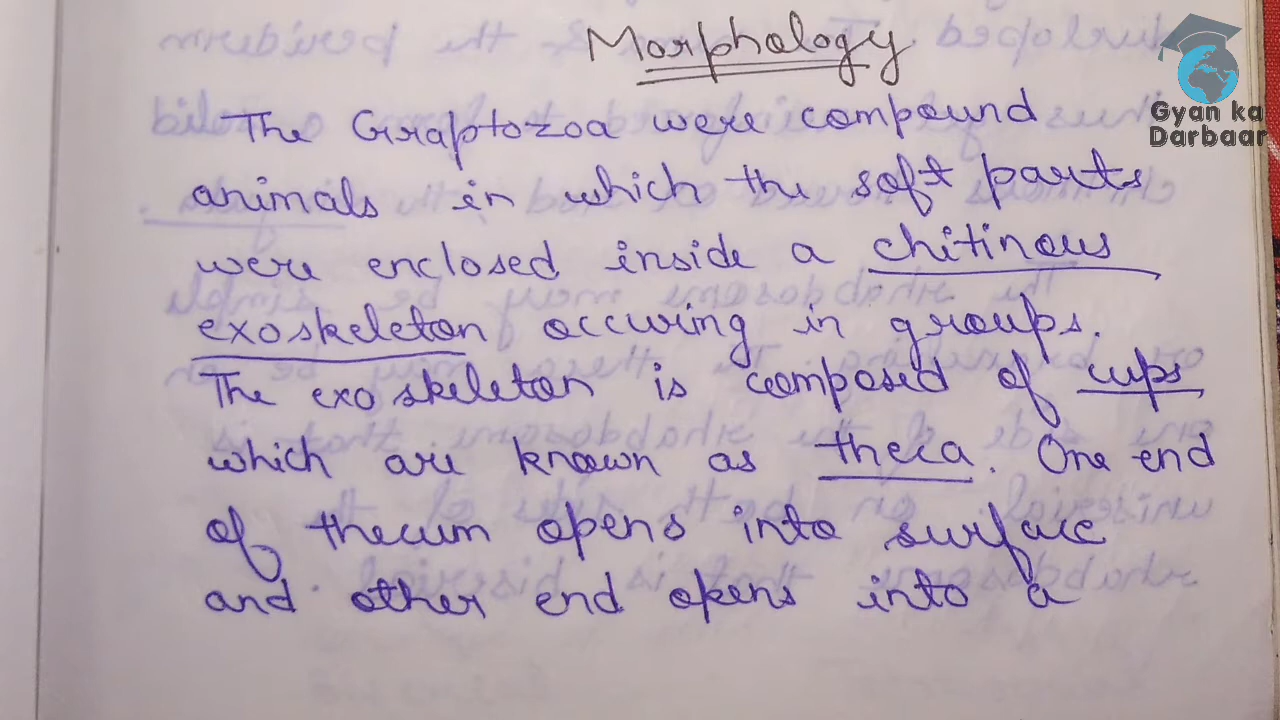 Morphology
The Graptozoa were compound
animals in which the soft parts
were enclosed inside a chitinous
exoskeleton occuring in groups.
The exoskeleton is composed of cups
which are known as theca. One end
of thecum opens into surface
and other end opens into a
Gyan ka
Darbaar